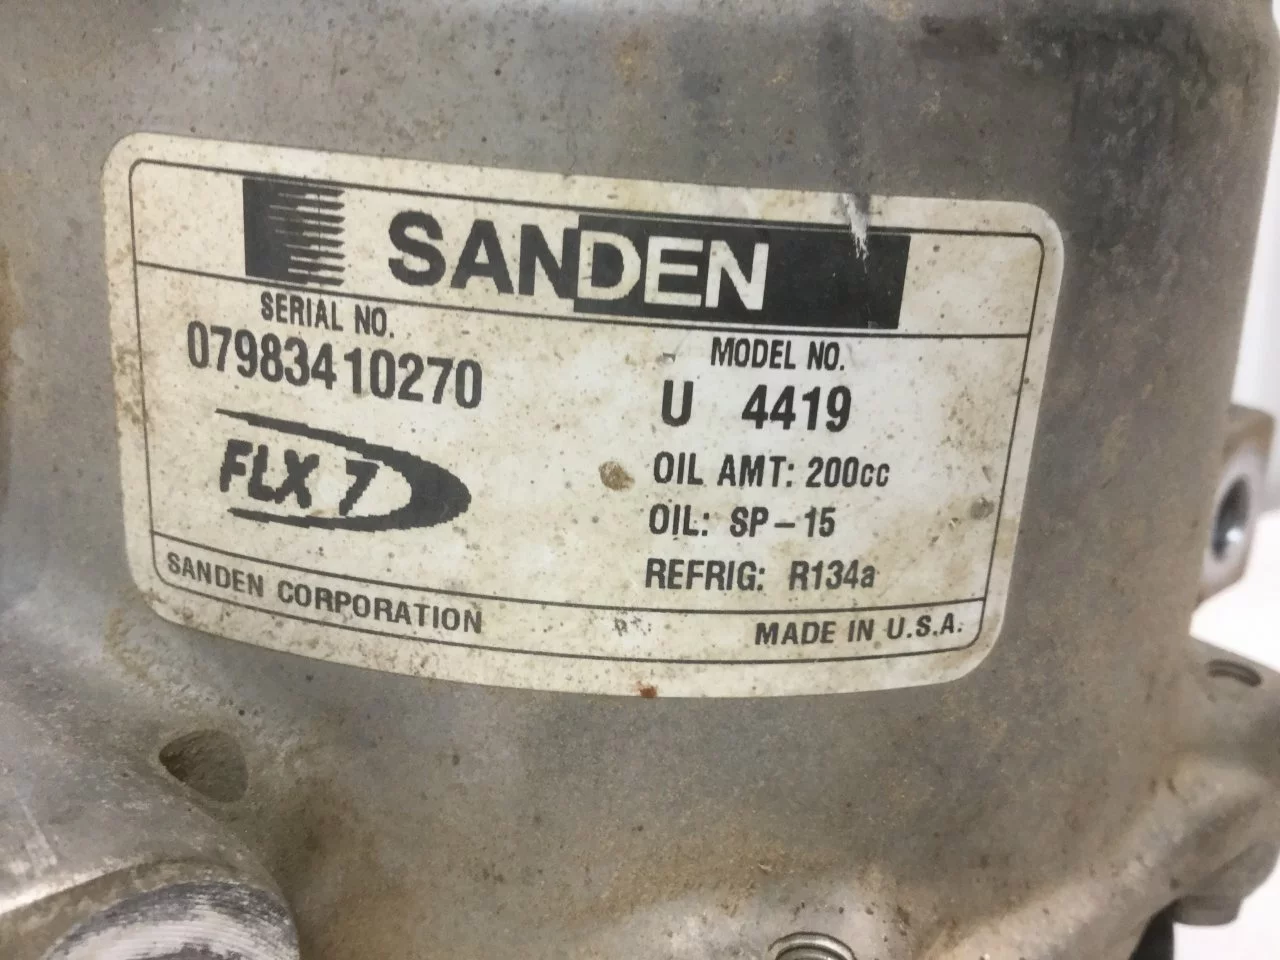 SANDEN
SERIAL NO.
07983410270
MODEL NO.
U 4419
FLX 7
OIL AMT: 200cc
OIL: SP-15
REFRIG: R134a
SANDEN CORPORATION
MADE IN U.S.A.